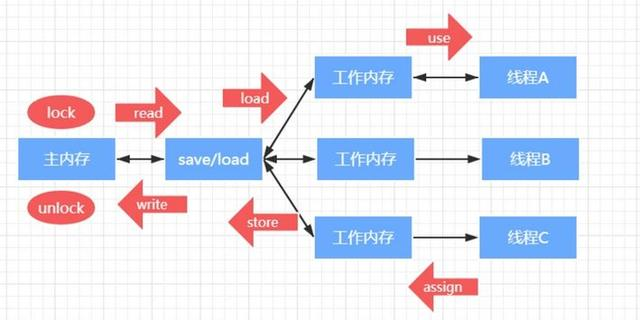 use
工作内存
线程A
load
lock
read
主内存
save/load
工作内存
线程B
unlock
write
store
工作内存
线程C
assign